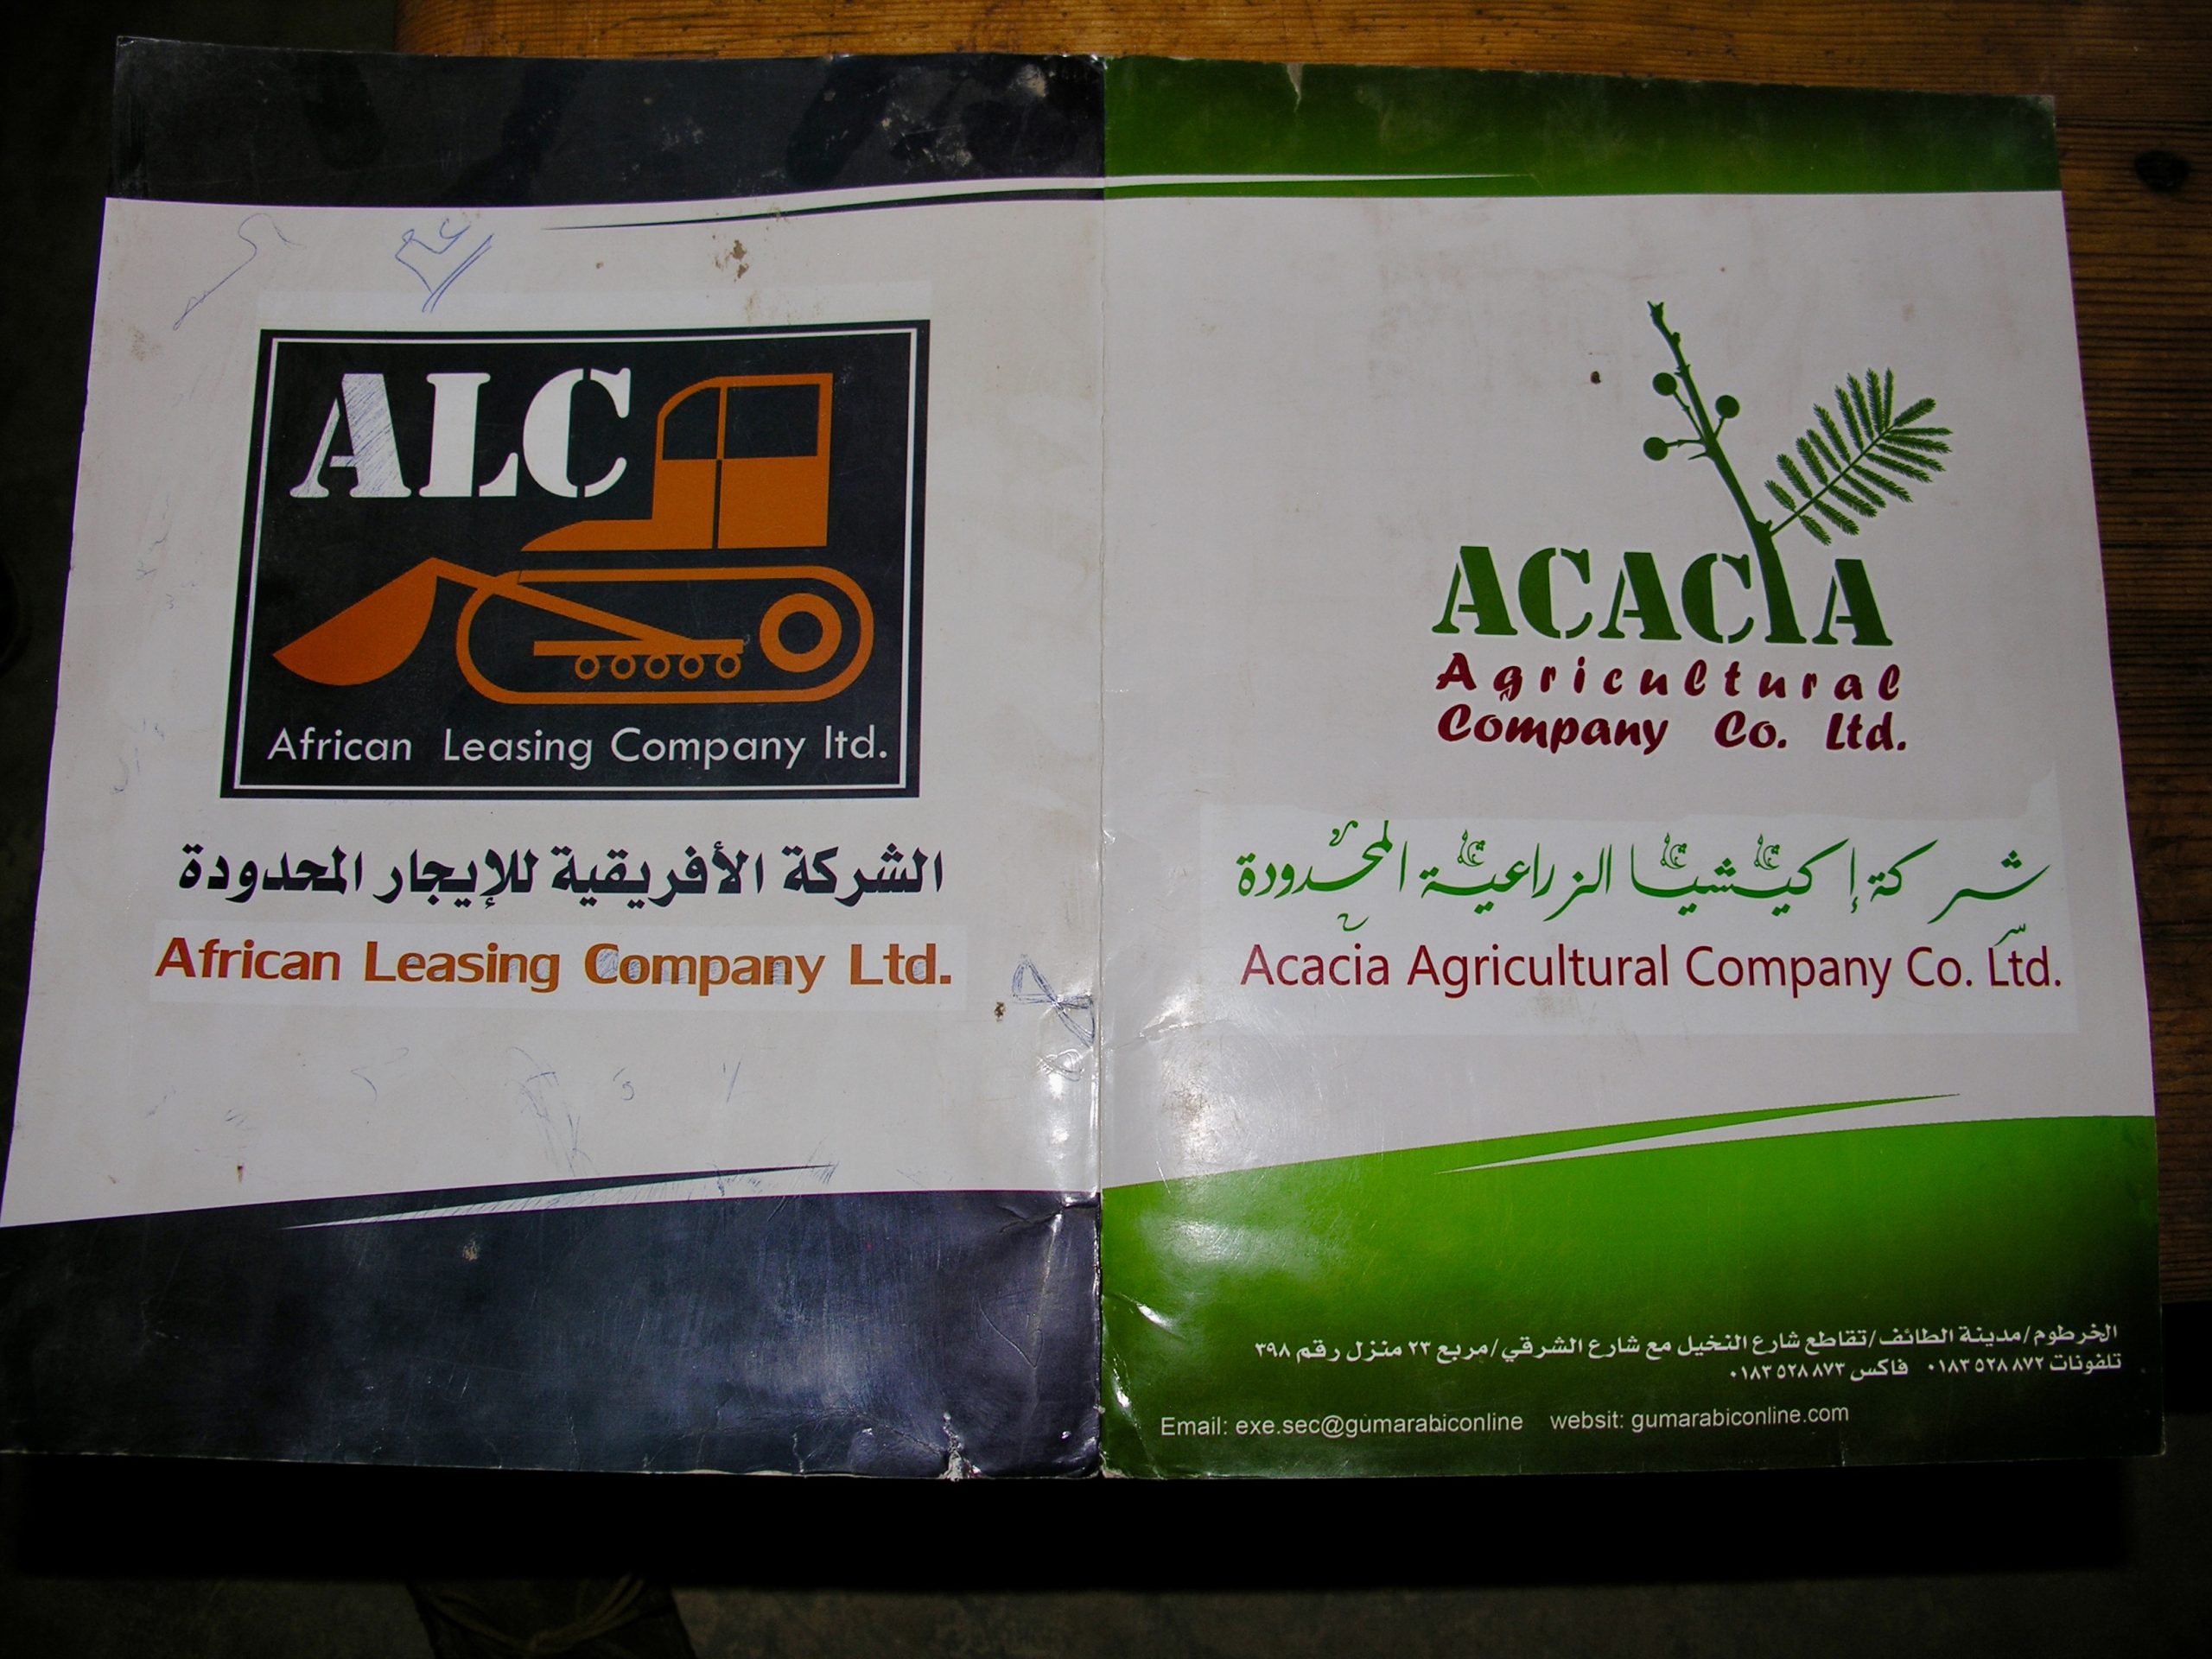 ALC
African Leasing Company ltd.
الشركة الأفريقية للإيجار المحدودة
African Leasing Company Ltd.
ACACIA
Agricultural
Company Co. Ltd.
شركة إكيشيا الزراعية المحدودة
Acacia Agricultural Company Co. Ltd.
الخرطوم/مدينة الطائف/تقاطع شارع النخيل مع شارع الشرقي/مربع ٢٣ منزل رقم ٣٩٨
تلفونات ٠١٨٣٥٢٨٨٧٢ فاكس ٠١٨٣٥٢٨٨٧٣
Email: exe.sec@gumarabiconline websit: gumarabiconline.com